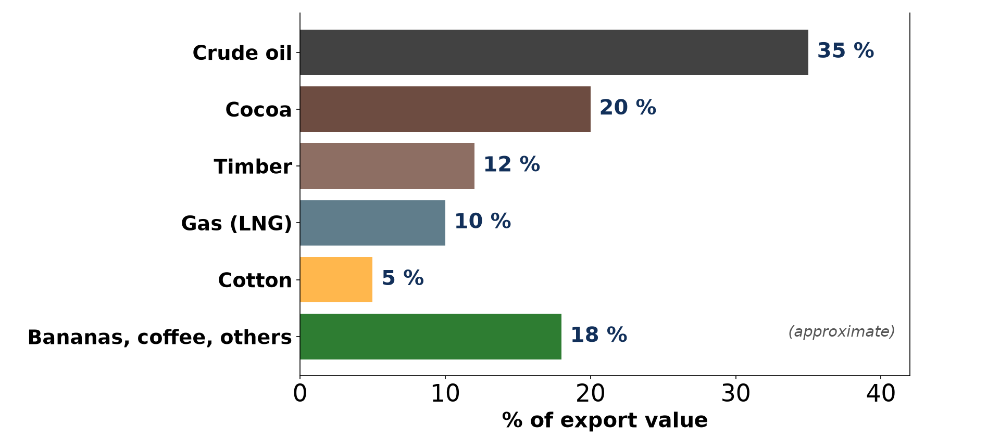 Crude oil 35 %
Cocoa 20 %
Timber 12 %
Gas (LNG) 10 %
Cotton 5 %
Bananas, coffee, others 18 % (approximate)
0 10 20 30 40
% of export value